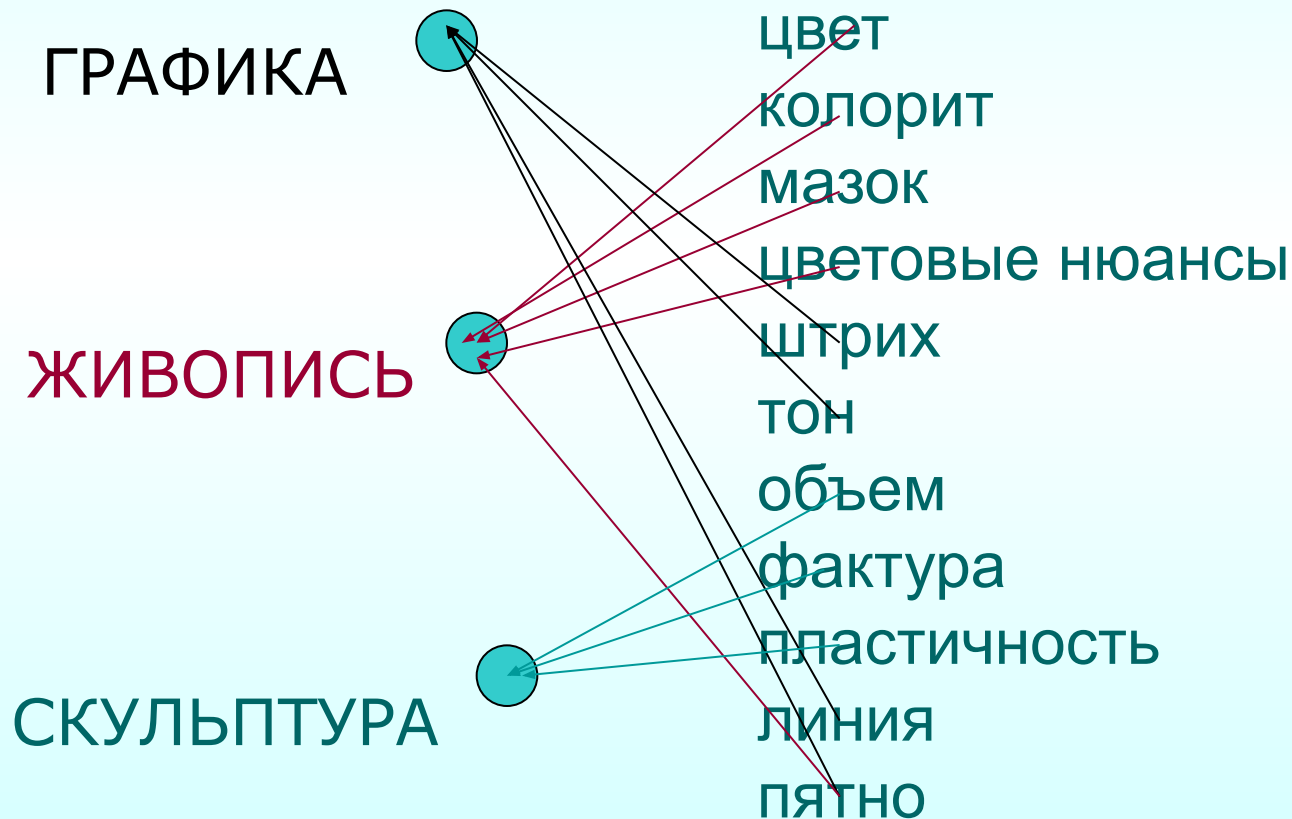 ГРАФИКА
ЖИВОПИСЬ
СКУЛЬПТУРА
цвет
колорит
мазок
цветовые нюансы
штрих
тон
объем
фактура
пластичность
линия
пятно